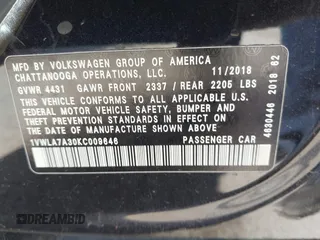 MFD BY VOLKSWAGEN GROUP OF AMERICA
CHATTANOOGA OPERATIONS, LLC. 11/2018
GVWR 4431 GAWR FRONT 2337 / REAR 2205 LBS
THIS VEHICLE CONFORMS TO ALL APPLICABLE U.S.
FEDERAL MOTOR VEHICLE SAFETY, BUMPER AND
THEFT PREVENTION STANDARDS IN EFFECT ON THE
DATE OF MANUFACTURE SHOWN ABOVE.
1VWLA7A30KC009646 PASSENGER CAR
4630446 2018 62
DREAMBID